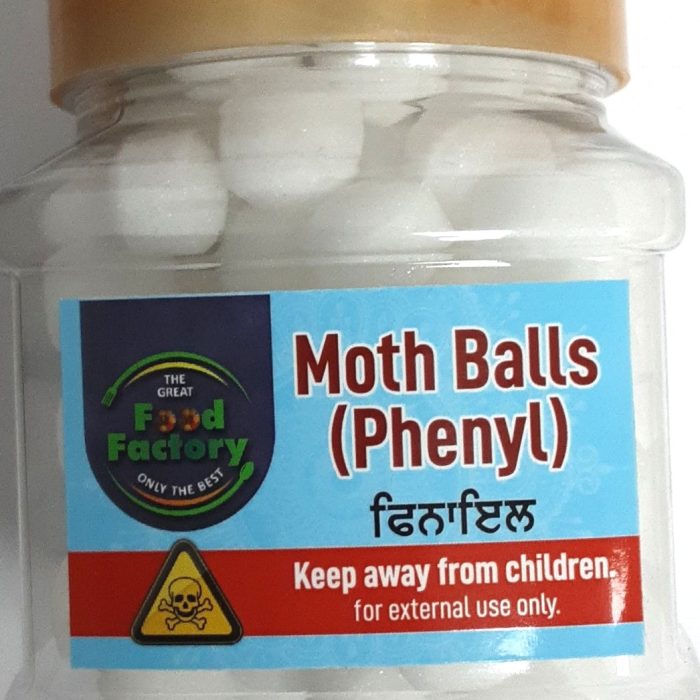 THE
GREAT
Food
Factory
ONLY THE BEST
Moth Balls
(Phenyl)
ਫਿਨਾਇਲ
Keep away from children.
for external use only.